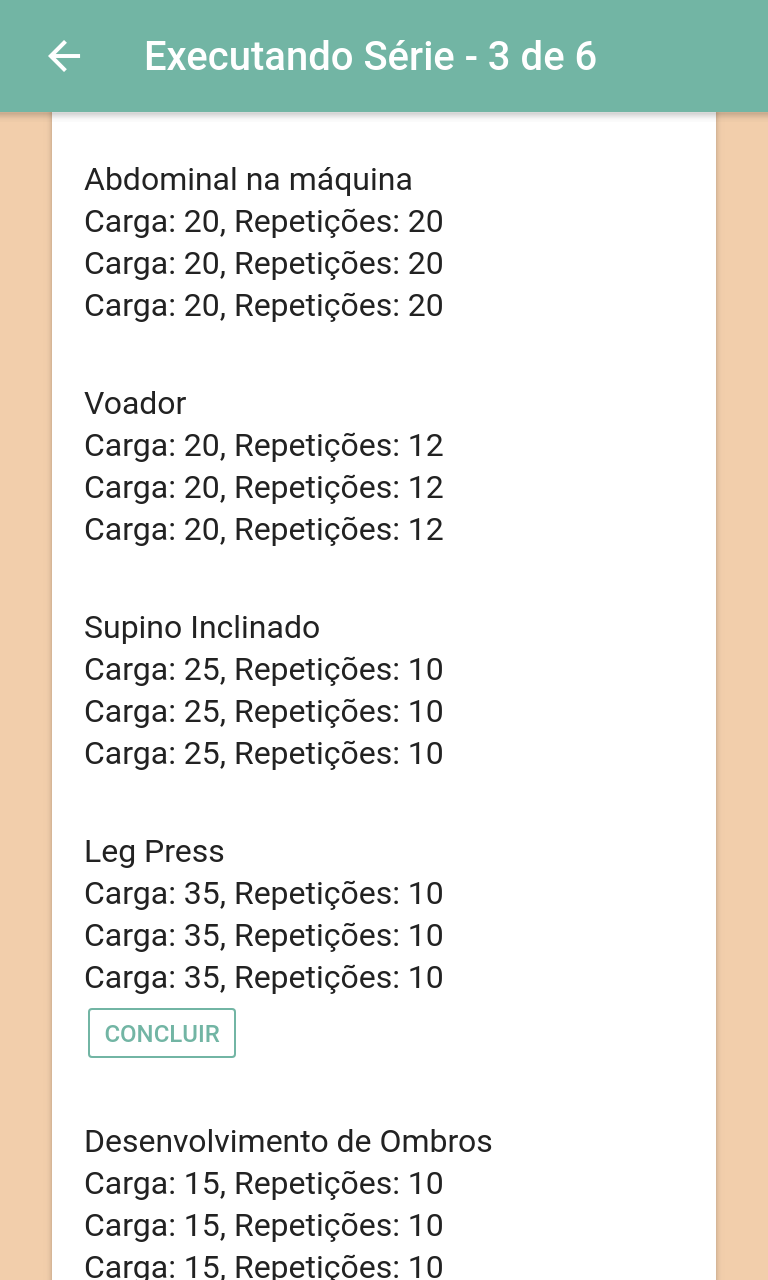 Executando Série - 3 de 6
Abdominal na máquina
Carga: 20, Repetições: 20
Carga: 20, Repetições: 20
Carga: 20, Repetições: 20
Voador
Carga: 20, Repetições: 12
Carga: 20, Repetições: 12
Carga: 20, Repetições: 12
Supino Inclinado
Carga: 25, Repetições: 10
Carga: 25, Repetições: 10
Carga: 25, Repetições: 10
Leg Press
Carga: 35, Repetições: 10
Carga: 35, Repetições: 10
Carga: 35, Repetições: 10
CONCLUIR
Desenvolvimento de Ombros
Carga: 15, Repetições: 10
Carga: 15, Repetições: 10
Carga: 15, Repetições: 10